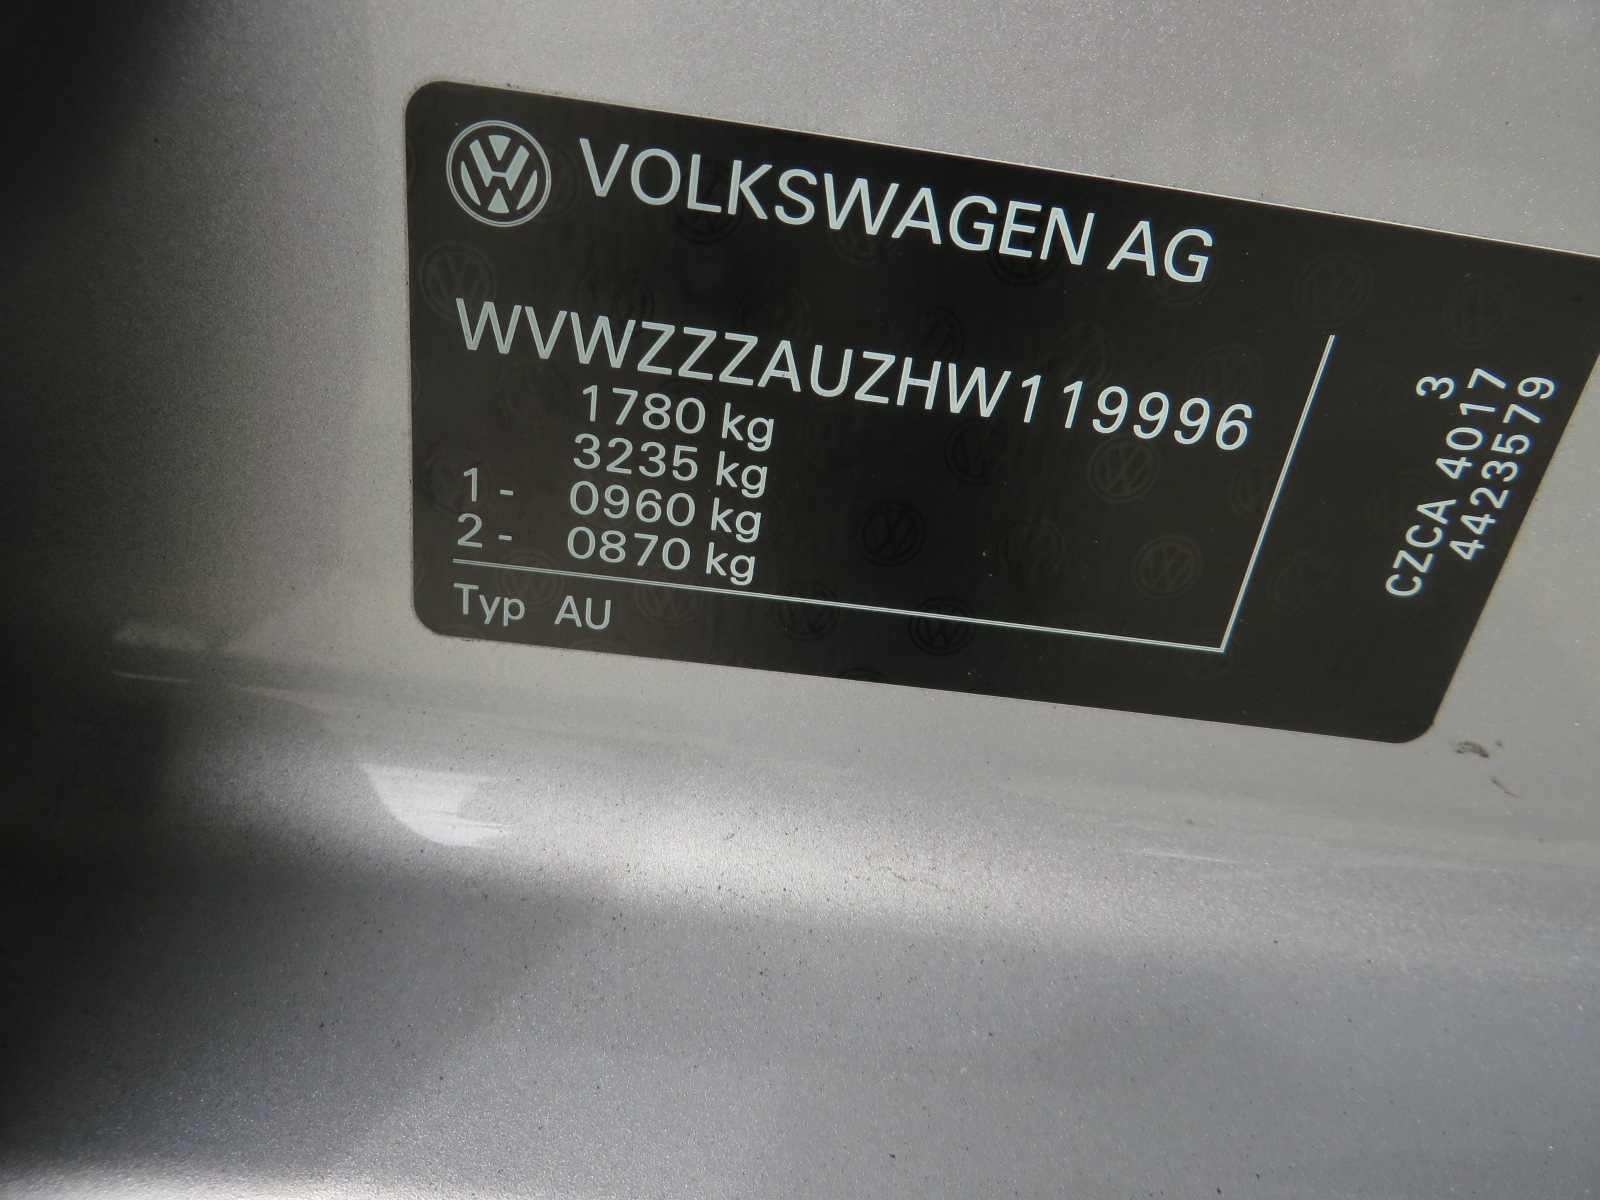 VOLKSWAGEN AG
WVWZZZAUZHW119996
1780 kg
3235 kg
1 - 0960 kg
2 - 0870 kg
Typ AU
3
CZCA 4017
4423579